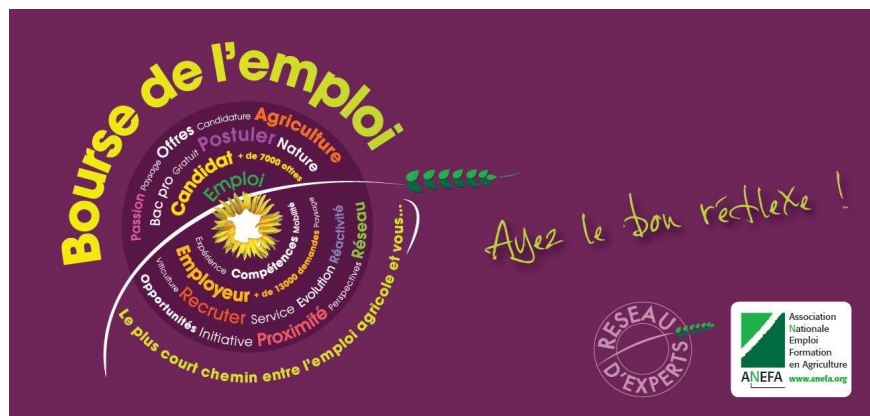 Bourse de l'emploi
Passion Paysage Offres Candidature Agriculture
Bac pro Gratuit Postuler Nature
Candidat + de 7000 offres
Emploi
Expérience Compétences Mobilité
Employeur + de 13000 demandes Partage
Viticulture Recruter Service Evolution Réactivité
Opportunités Initiative Proximité Perspectives Réseau
Le plus court chemin entre l'emploi agricole et vous...
Ayez le bon réflexe !
RESEAU
D'EXPERTS
ANEFA
Association
Nationale
Emploi
Formation
en Agriculture
www.anefa.org